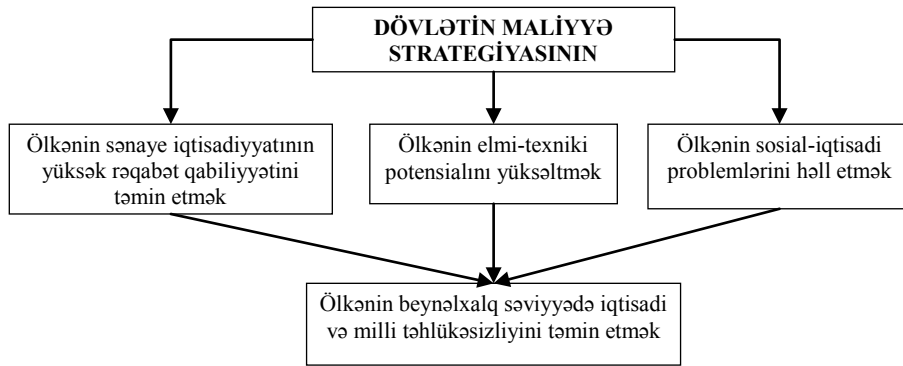 DÖVLƏTİN MALİYYƏ
STRATEGİYASININ
Ölkənin sənaye iqtisadiyyatının
yüksək rəqabət qabiliyyətini
təmin etmək
Ölkənin elmi-texniki
potensialını yüksəltmək
Ölkənin sosial-iqtisadi
problemlərini həll etmək
Ölkənin beynəlxalq səviyyədə iqtisadi
və milli təhlükəsizliyini təmin etmək